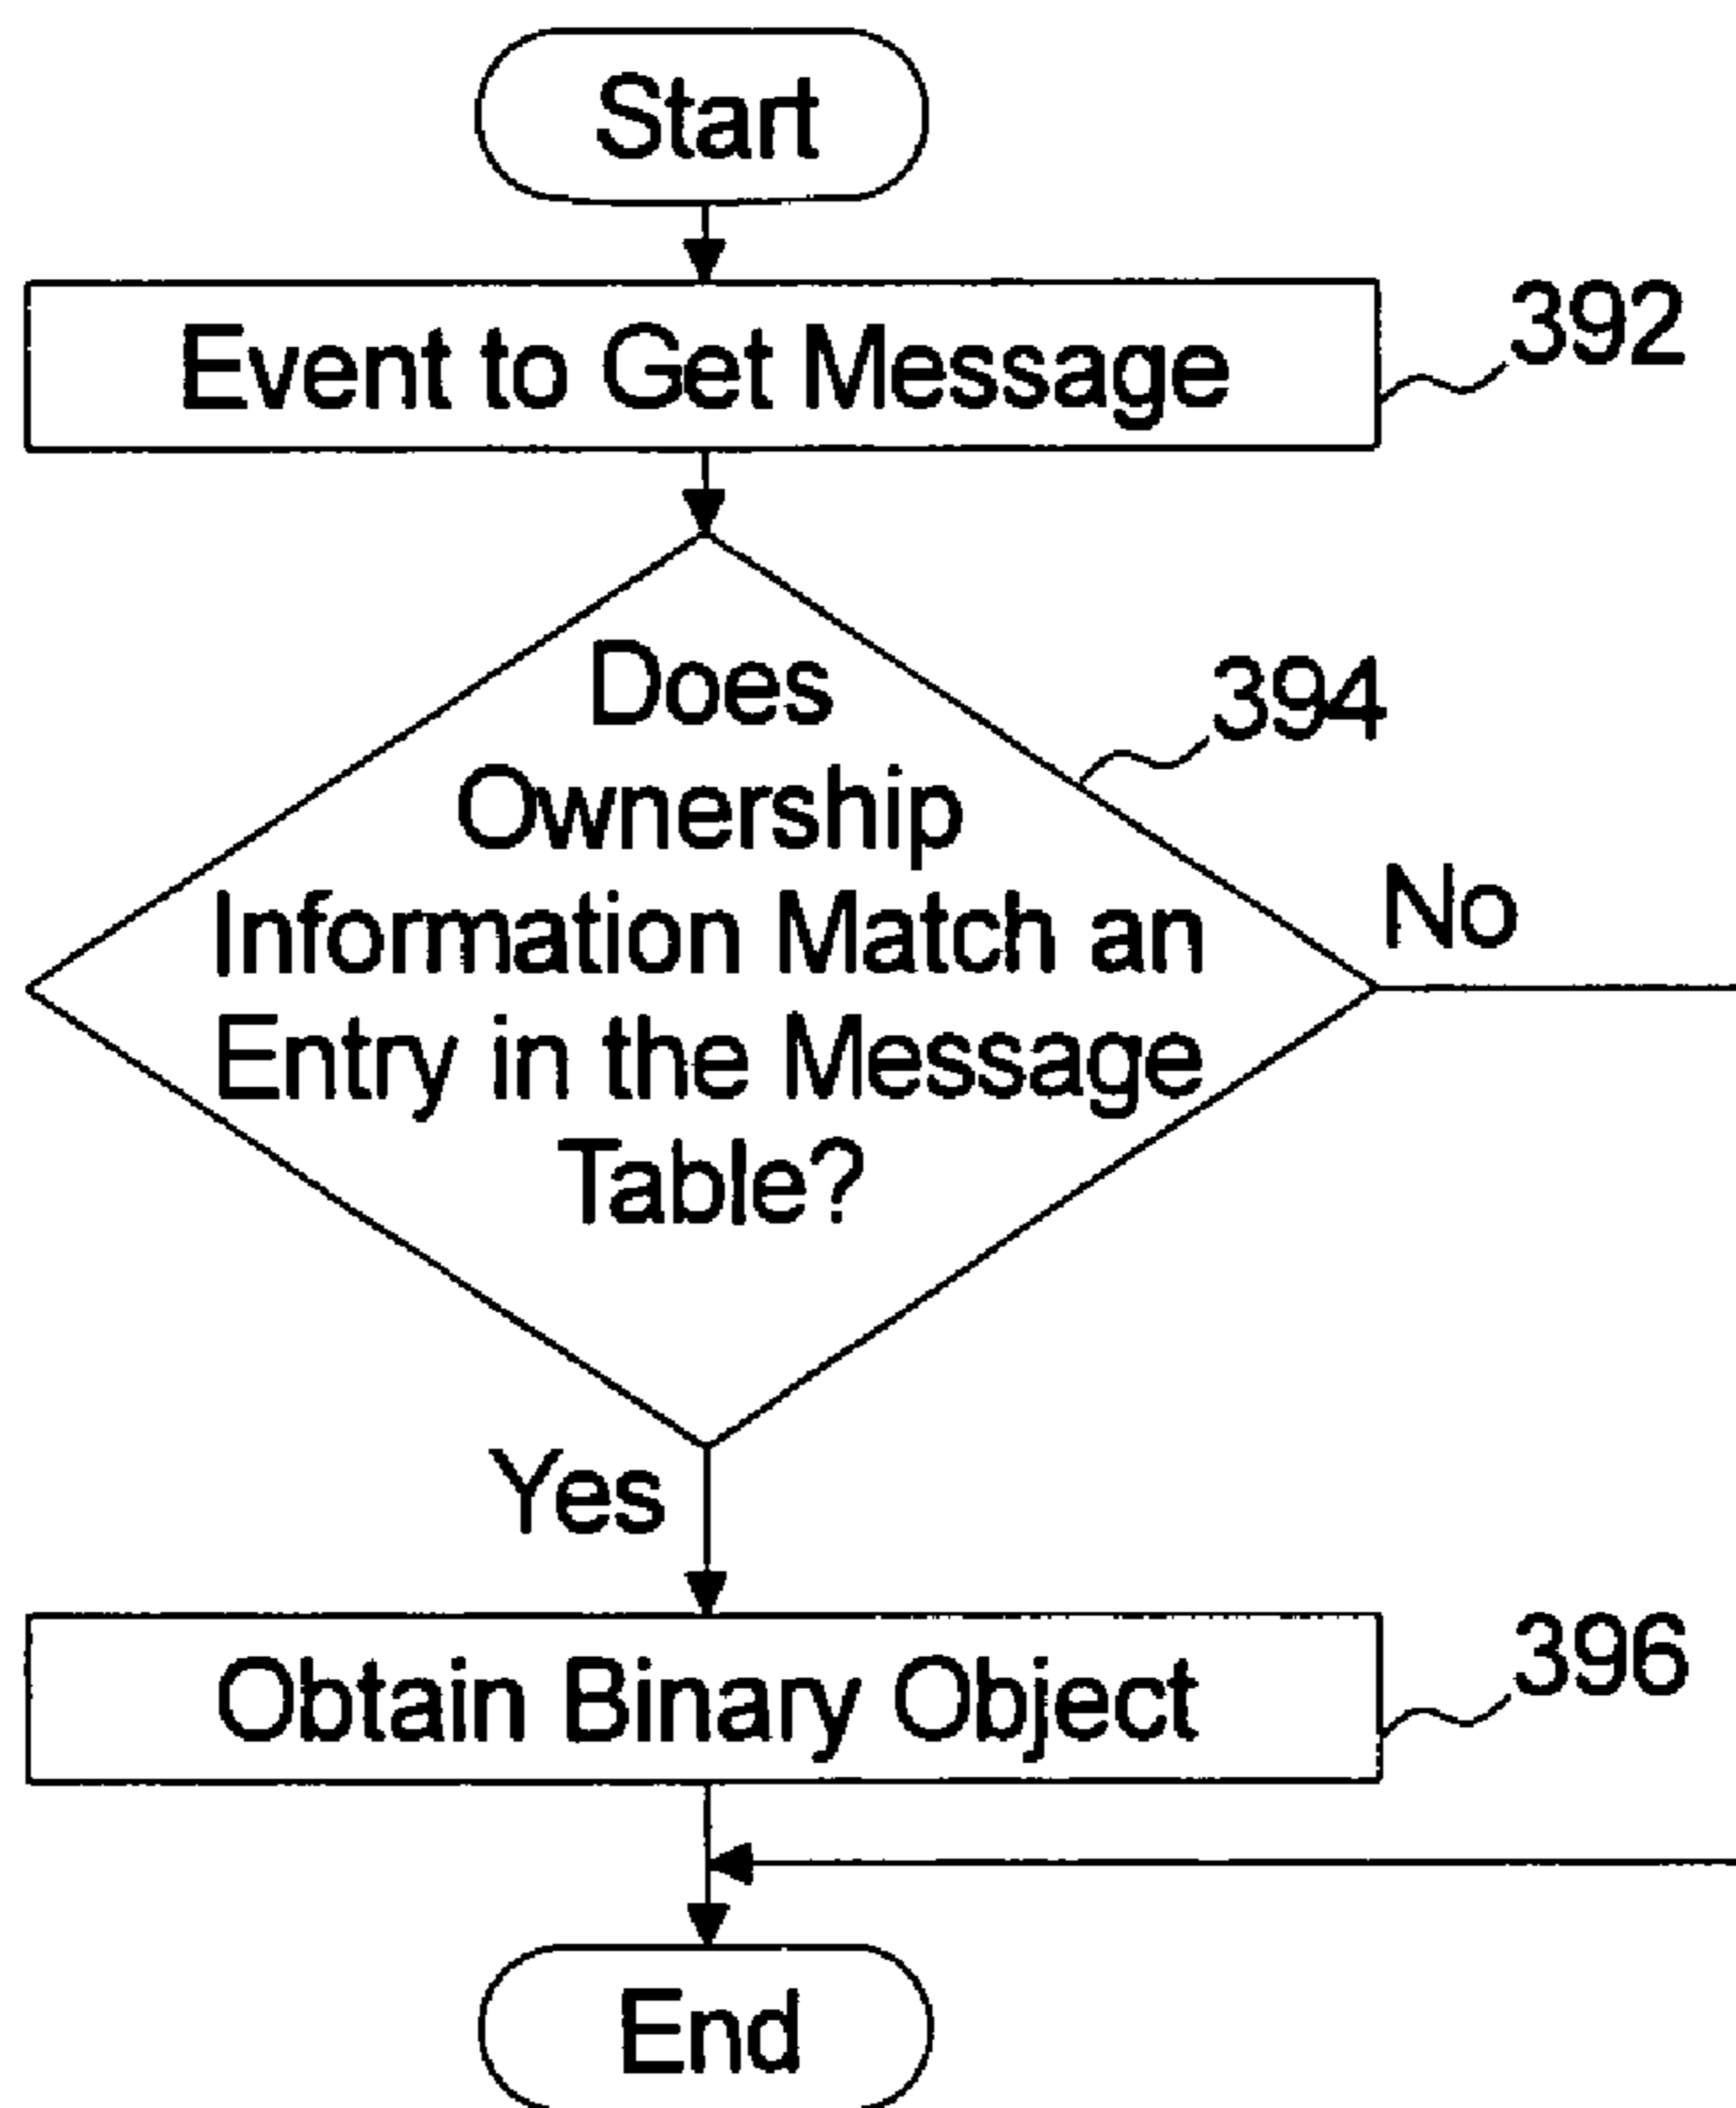 Start
Event to Get Message
392
Does
Ownership
Information Match an
Entry in the Message
Table?
394
No
Yes
Obtain Binary Object
396
End